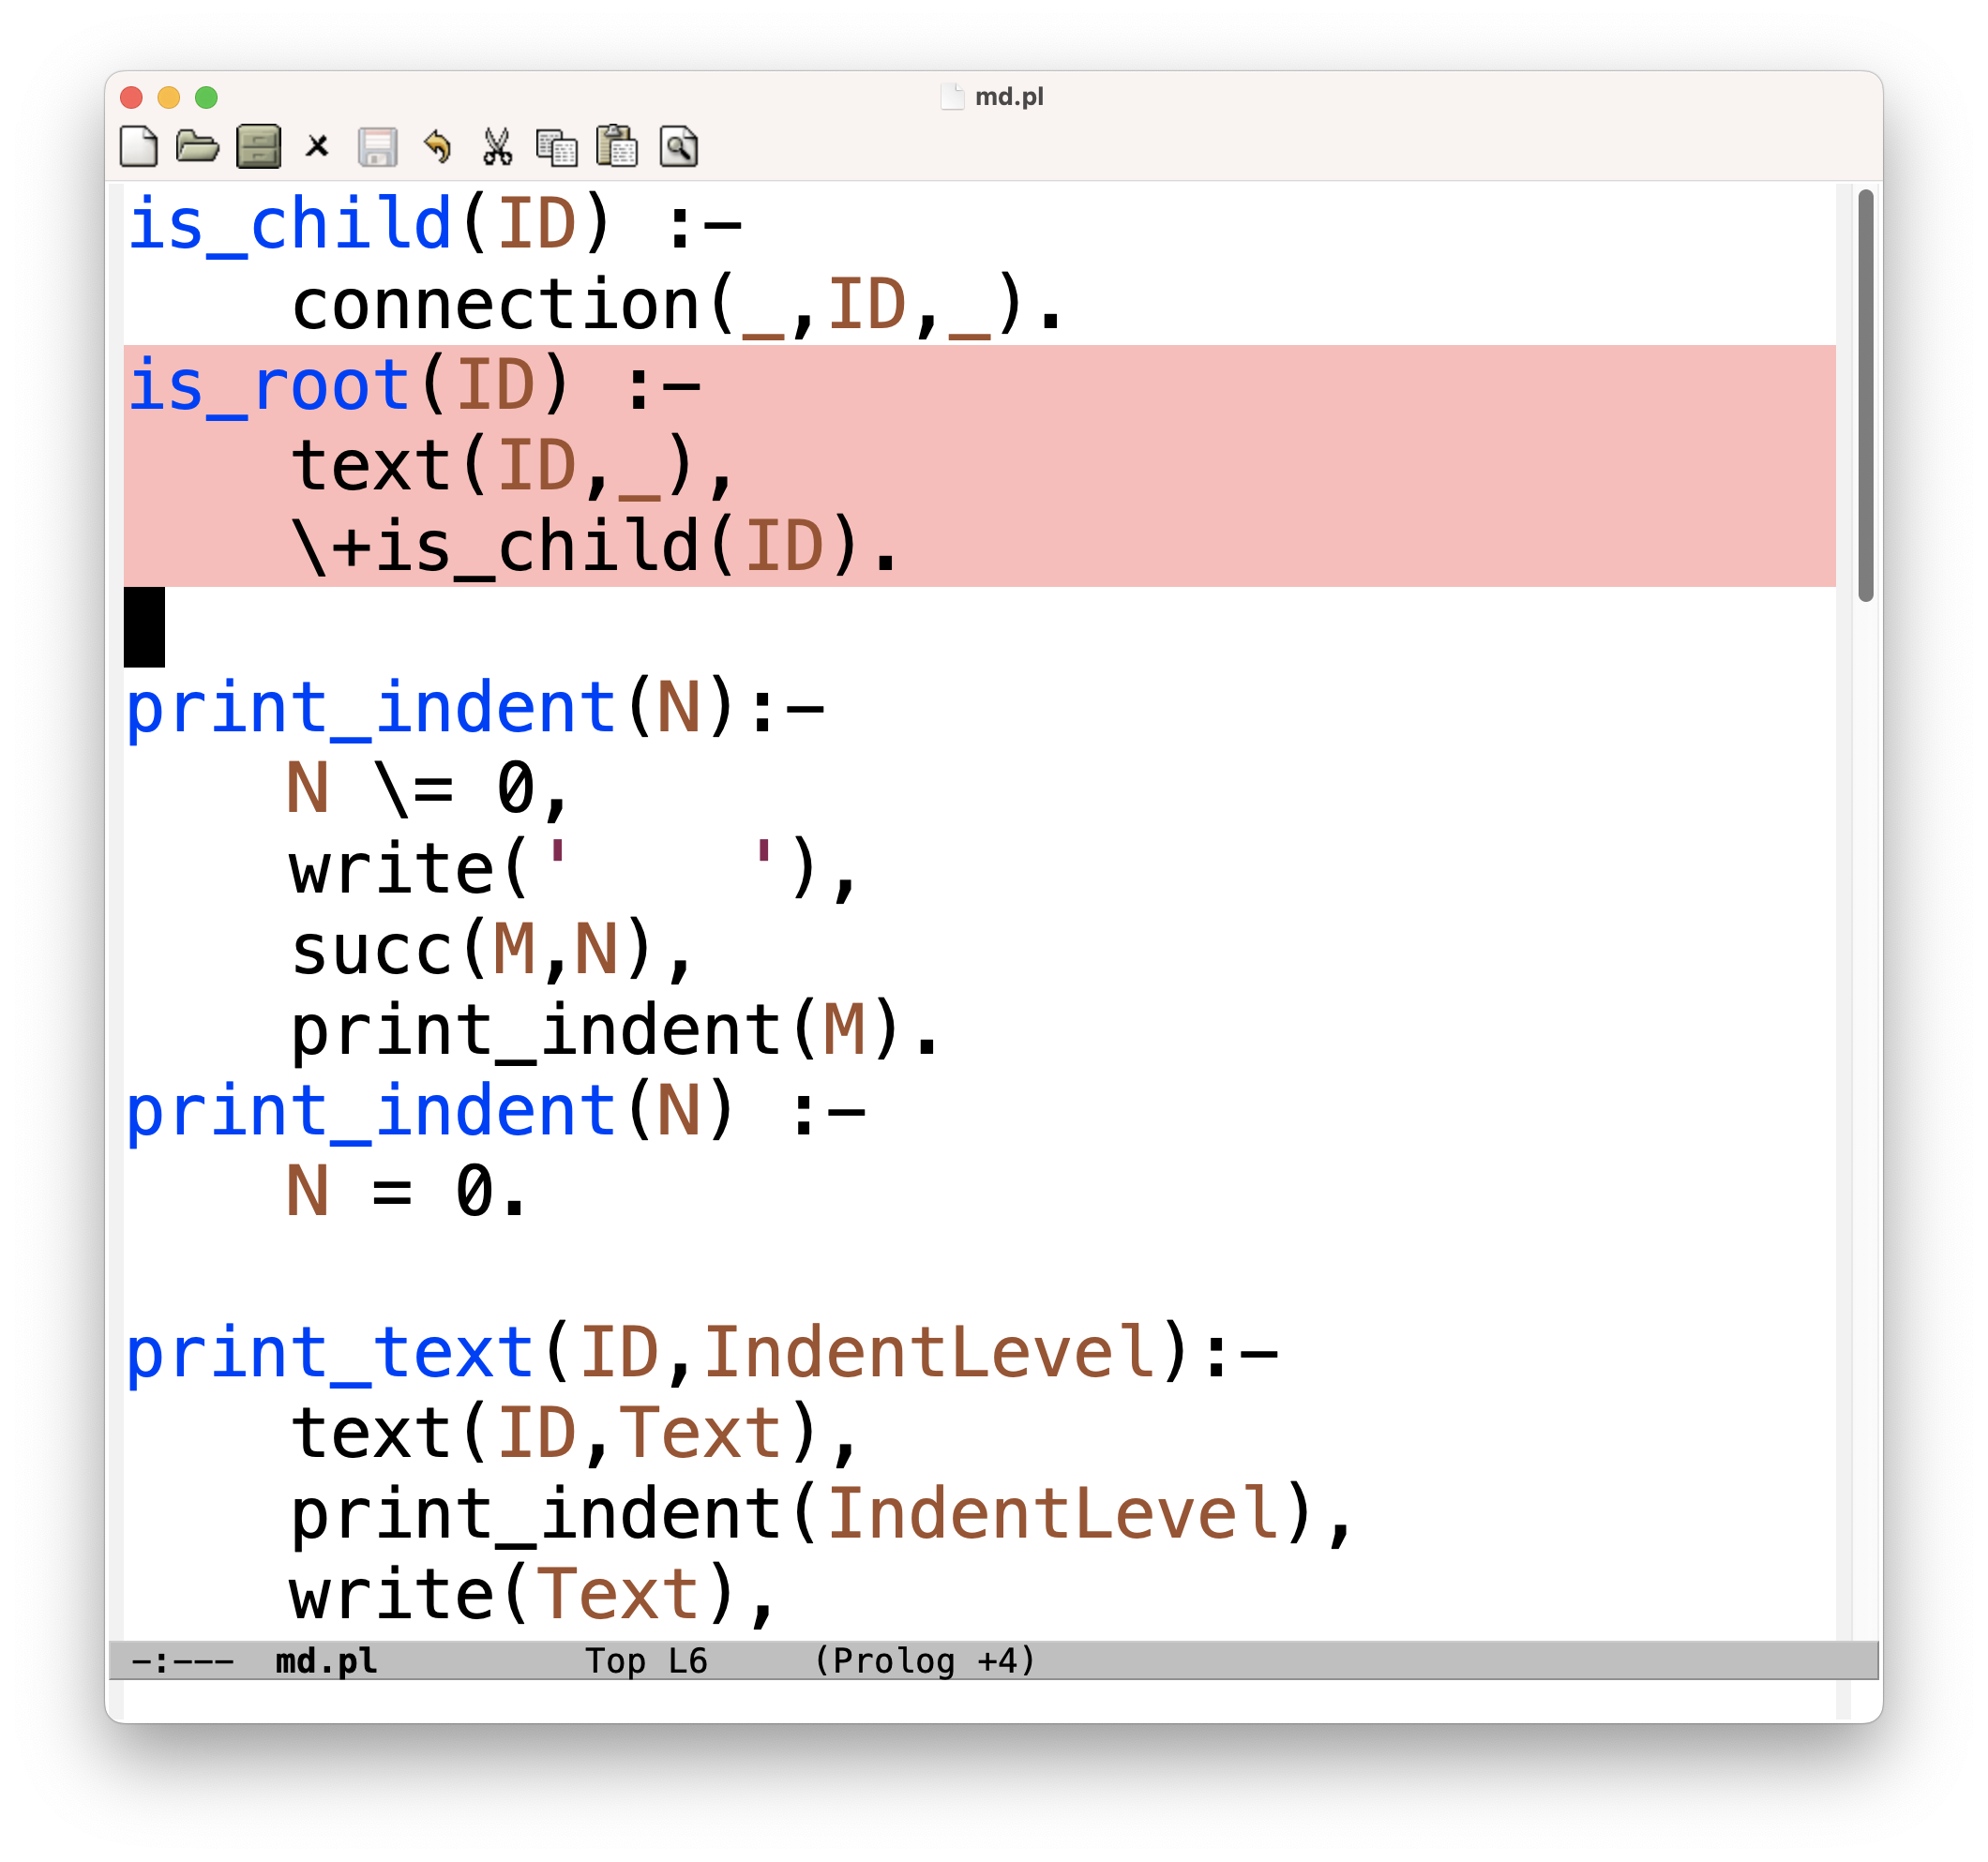 md.pl
is_child(ID) :-
    connection(_,ID,_).
is_root(ID) :-
    text(ID,_),
    \+is_child(ID).
print_indent(N):-
    N \= 0,
    write('    '),
    succ(M,N),
    print_indent(M).
print_indent(N) :-
    N = 0.
print_text(ID,IndentLevel):-
    text(ID,Text),
    print_indent(IndentLevel),
    write(Text),
-:---  md.pl          Top L6     (Prolog +4)